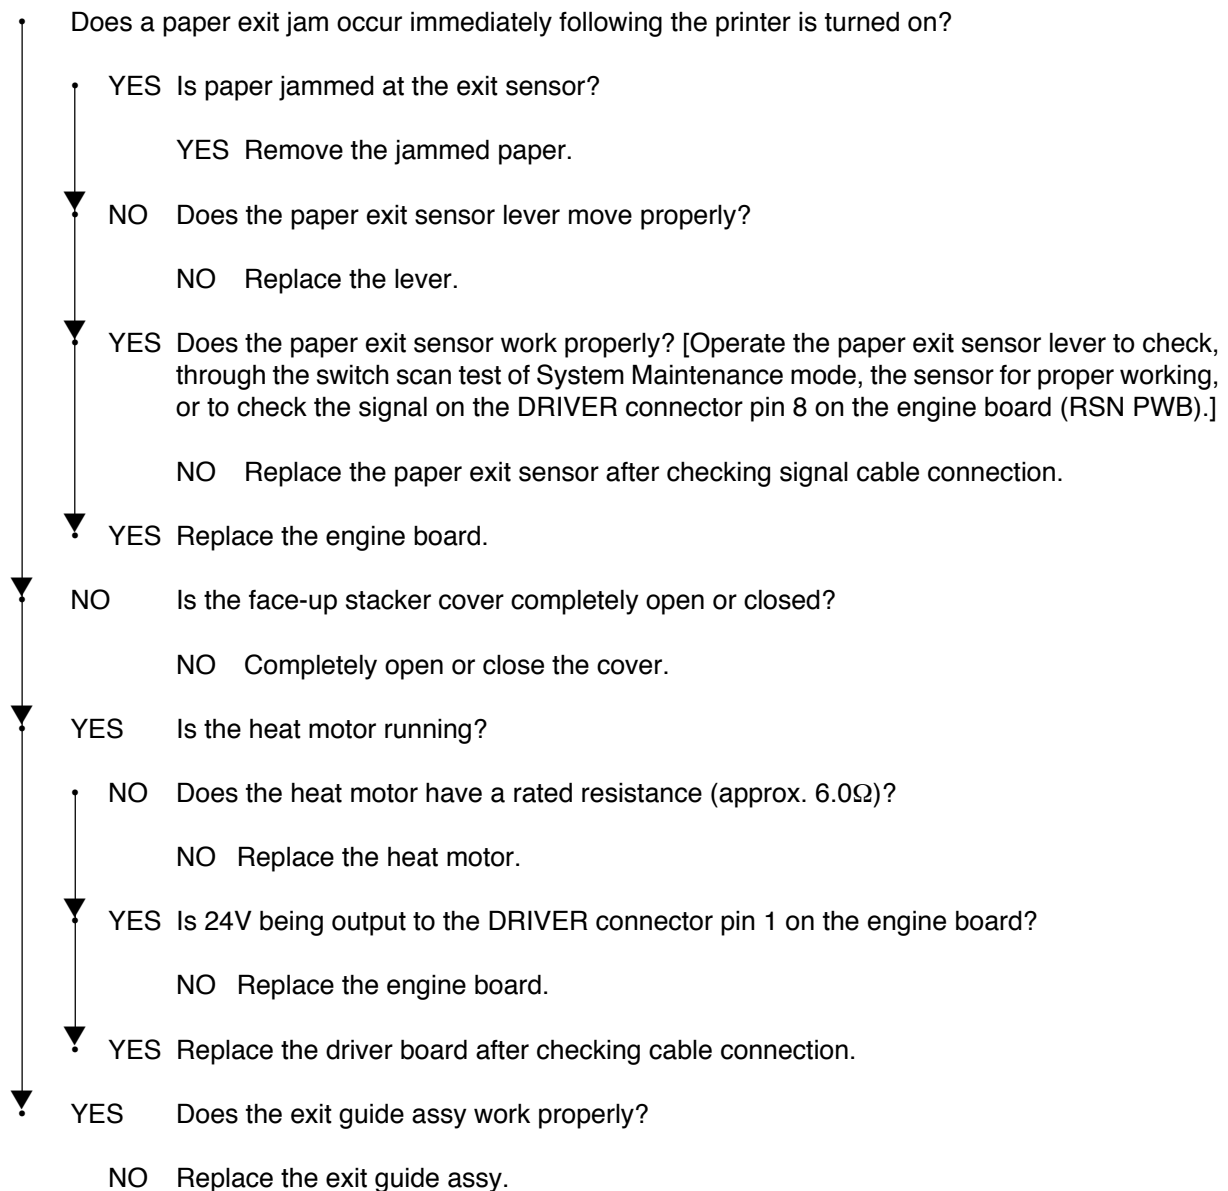 Does a paper exit jam occur immediately following the printer is turned on?
YES Is paper jammed at the exit sensor?
YES Remove the jammed paper.
NO Does the paper exit sensor lever move properly?
NO Replace the lever.
YES Does the paper exit sensor work properly? [Operate the paper exit sensor lever to check,
through the switch scan test of System Maintenance mode, the sensor for proper working,
or to check the signal on the DRIVER connector pin 8 on the engine board (RSN PWB).]
NO Replace the paper exit sensor after checking signal cable connection.
YES Replace the engine board.
NO Is the face-up stacker cover completely open or closed?
NO Completely open or close the cover.
YES Is the heat motor running?
NO Does the heat motor have a rated resistance (approx. 6.0Ω)?
NO Replace the heat motor.
YES Is 24V being output to the DRIVER connector pin 1 on the engine board?
NO Replace the engine board.
YES Replace the driver board after checking cable connection.
YES Does the exit guide assy work properly?
NO Replace the exit guide assy.